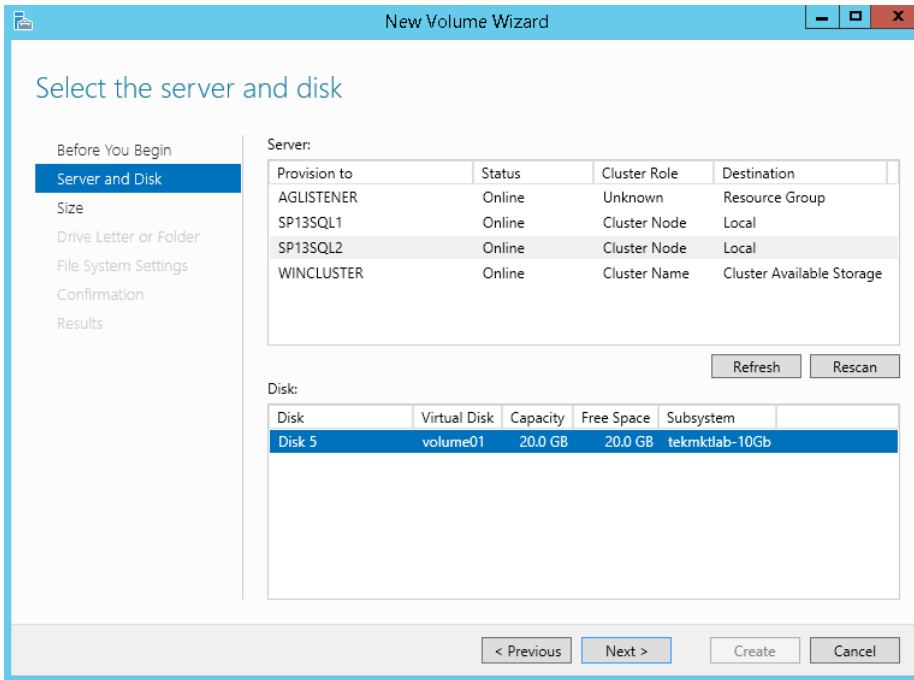 New Volume Wizard
Select the server and disk
Before You Begin
Server and Disk
Size
Drive Letter or Folder
File System Settings
Confirmation
Results
Server:
Provision to Status Cluster Role Destination
AGLISTENER Online Unknown Resource Group
SP13SQL1 Online Cluster Node Local
SP13SQL2 Online Cluster Node Local
WINCLUSTER Online Cluster Name Cluster Available Storage
Refresh Rescan
Disk:
Disk Virtual Disk Capacity Free Space Subsystem
Disk 5 volume01 20.0 GB 20.0 GB tekmktlab-10Gb
< Previous Next > Create Cancel